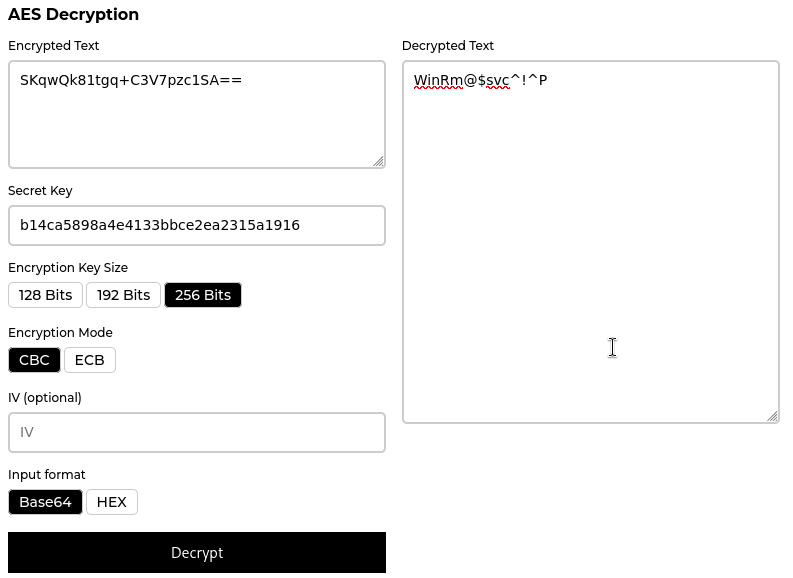 AES Decryption
Encrypted Text
SKqwQk81tgq+C3V7pzc1SA==
Secret Key
b14ca5898a4e4133bbce2ea2315a1916
Encryption Key Size
128 Bits 192 Bits 256 Bits
Encryption Mode
CBC ECB
IV (optional)
IV
Input format
Base64 HEX
Decrypt
Decrypted Text
WinRm@$svc^!^P